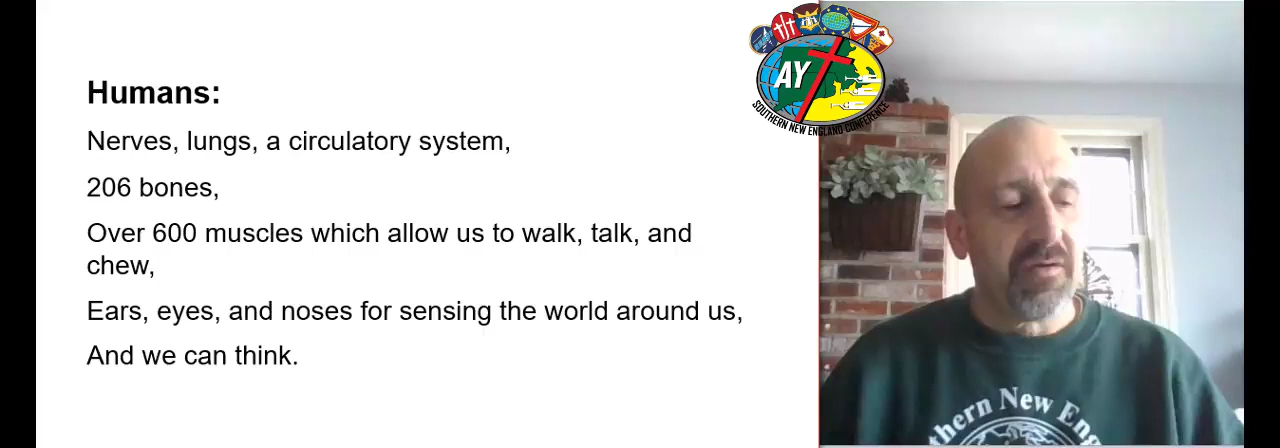 Humans:
Nerves, lungs, a circulatory system,
206 bones,
Over 600 muscles which allow us to walk, talk, and
chew,
Ears, eyes, and noses for sensing the world around us,
And we can think.
AY
SOUTHERN NEW ENGLAND CONFERENCE
thern New Eng